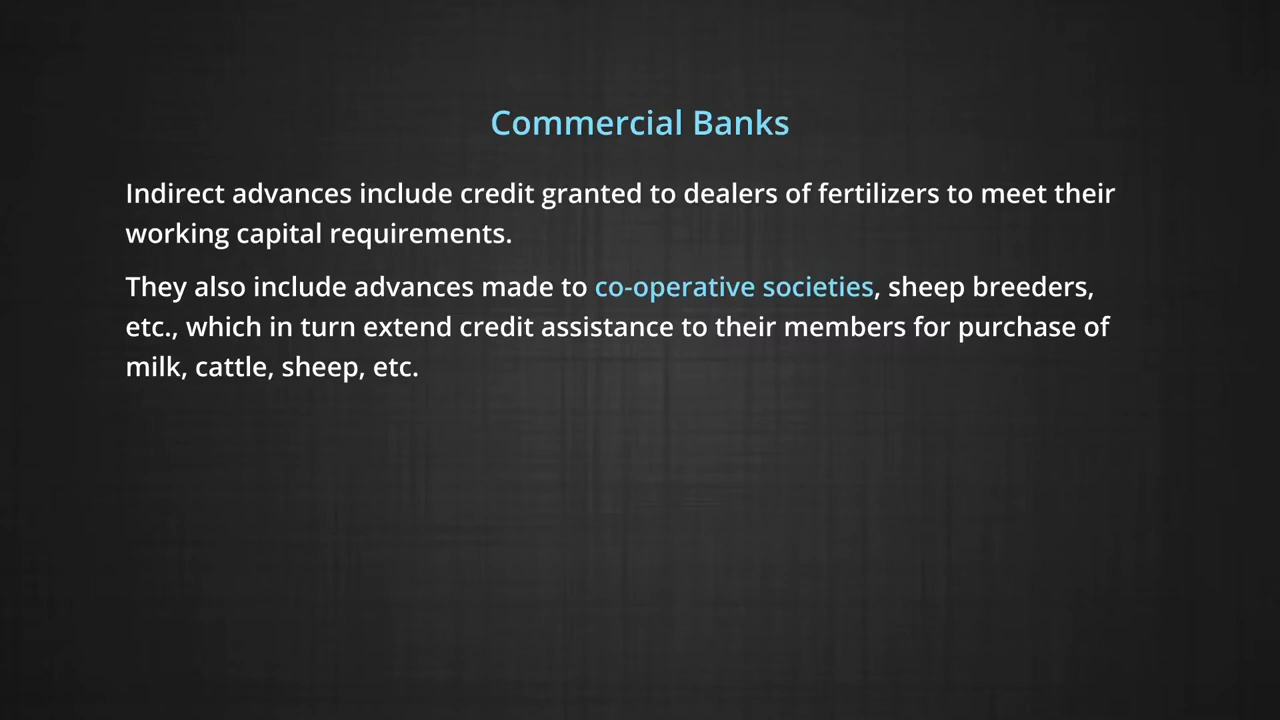 Commercial Banks
Indirect advances include credit granted to dealers of fertilizers to meet their
working capital requirements.
They also include advances made to co-operative societies, sheep breeders,
etc., which in turn extend credit assistance to their members for purchase of
milk, cattle, sheep, etc.